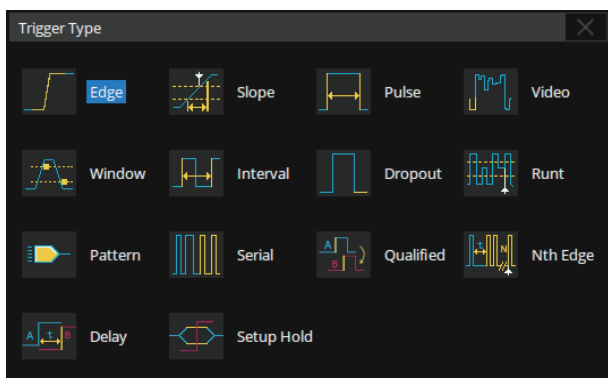 Trigger Type
Edge Slope Pulse Video
Window Interval Dropout Runt
Pattern Serial A B Qualified t N Nth Edge
A t B Delay Setup Hold